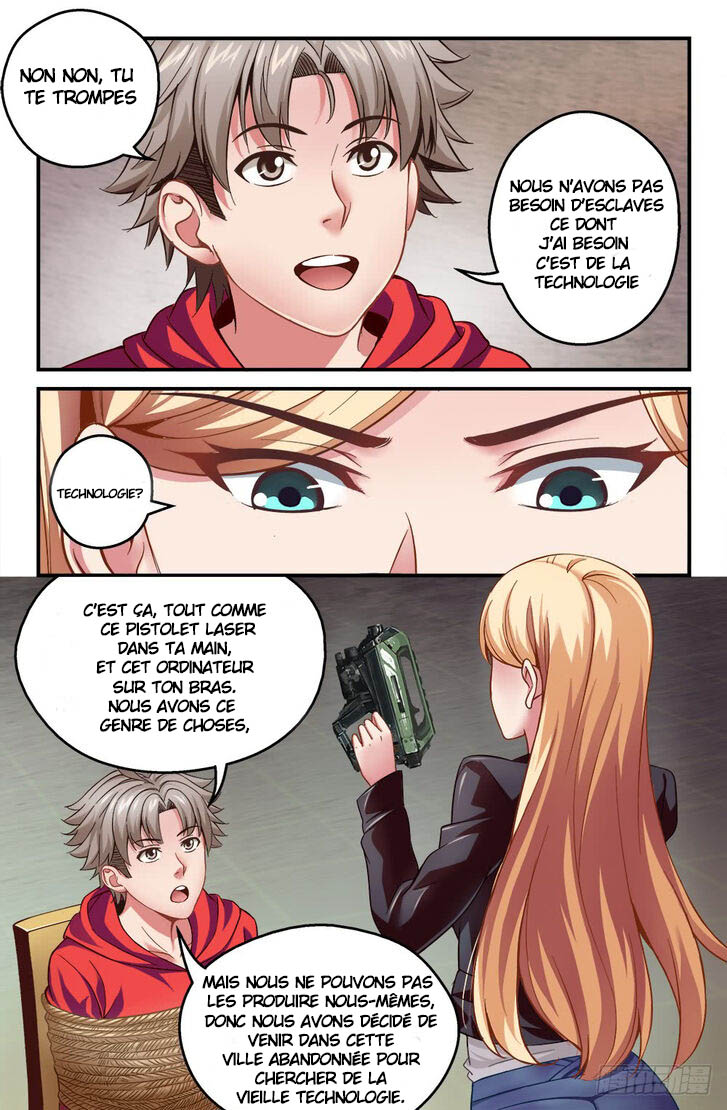 NON NON, TU
TE TROMPES
NOUS N'AVONS PAS
BESOIN D'ESCLAVES
CE DONT
J'AI BESOIN
C'EST DE LA
TECHNOLOGIE
TECHNOLOGIE?
C'EST ÇA, TOUT COMME
CE PISTOLET LASER
DANS TA MAIN,
ET CET ORDINATEUR
SUR TON BRAS.
NOUS AVONS CE
GENRE DE CHOSES,
MAIS NOUS NE POUVONS PAS
LES PRODUIRE NOUS-MÊMES,
DONC NOUS AVONS DÉCIDÉ DE
VENIR DANS CETTE
VILLE ABANDONNÉE POUR
CHERCHER DE LA
VIEILLE TECHNOLOGIE.